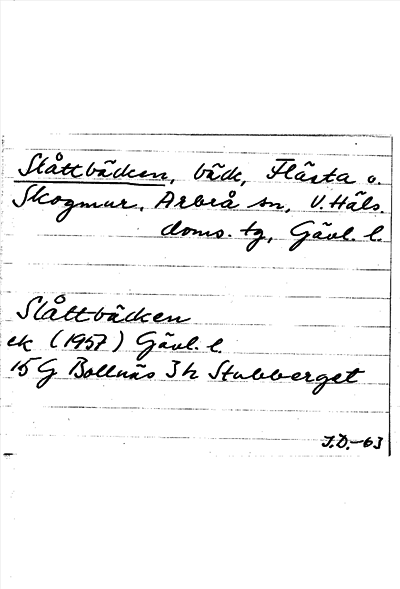 Slåttbäcken, bäck, Flästa o.
Skogmur, Arbrå sn, V. Häls.
doms. tg, Gävl. l.
Slåttbäcken
ek (1957) Gävl. l.
15 G Bollnäs 3 h Stubberget
J.D.-63